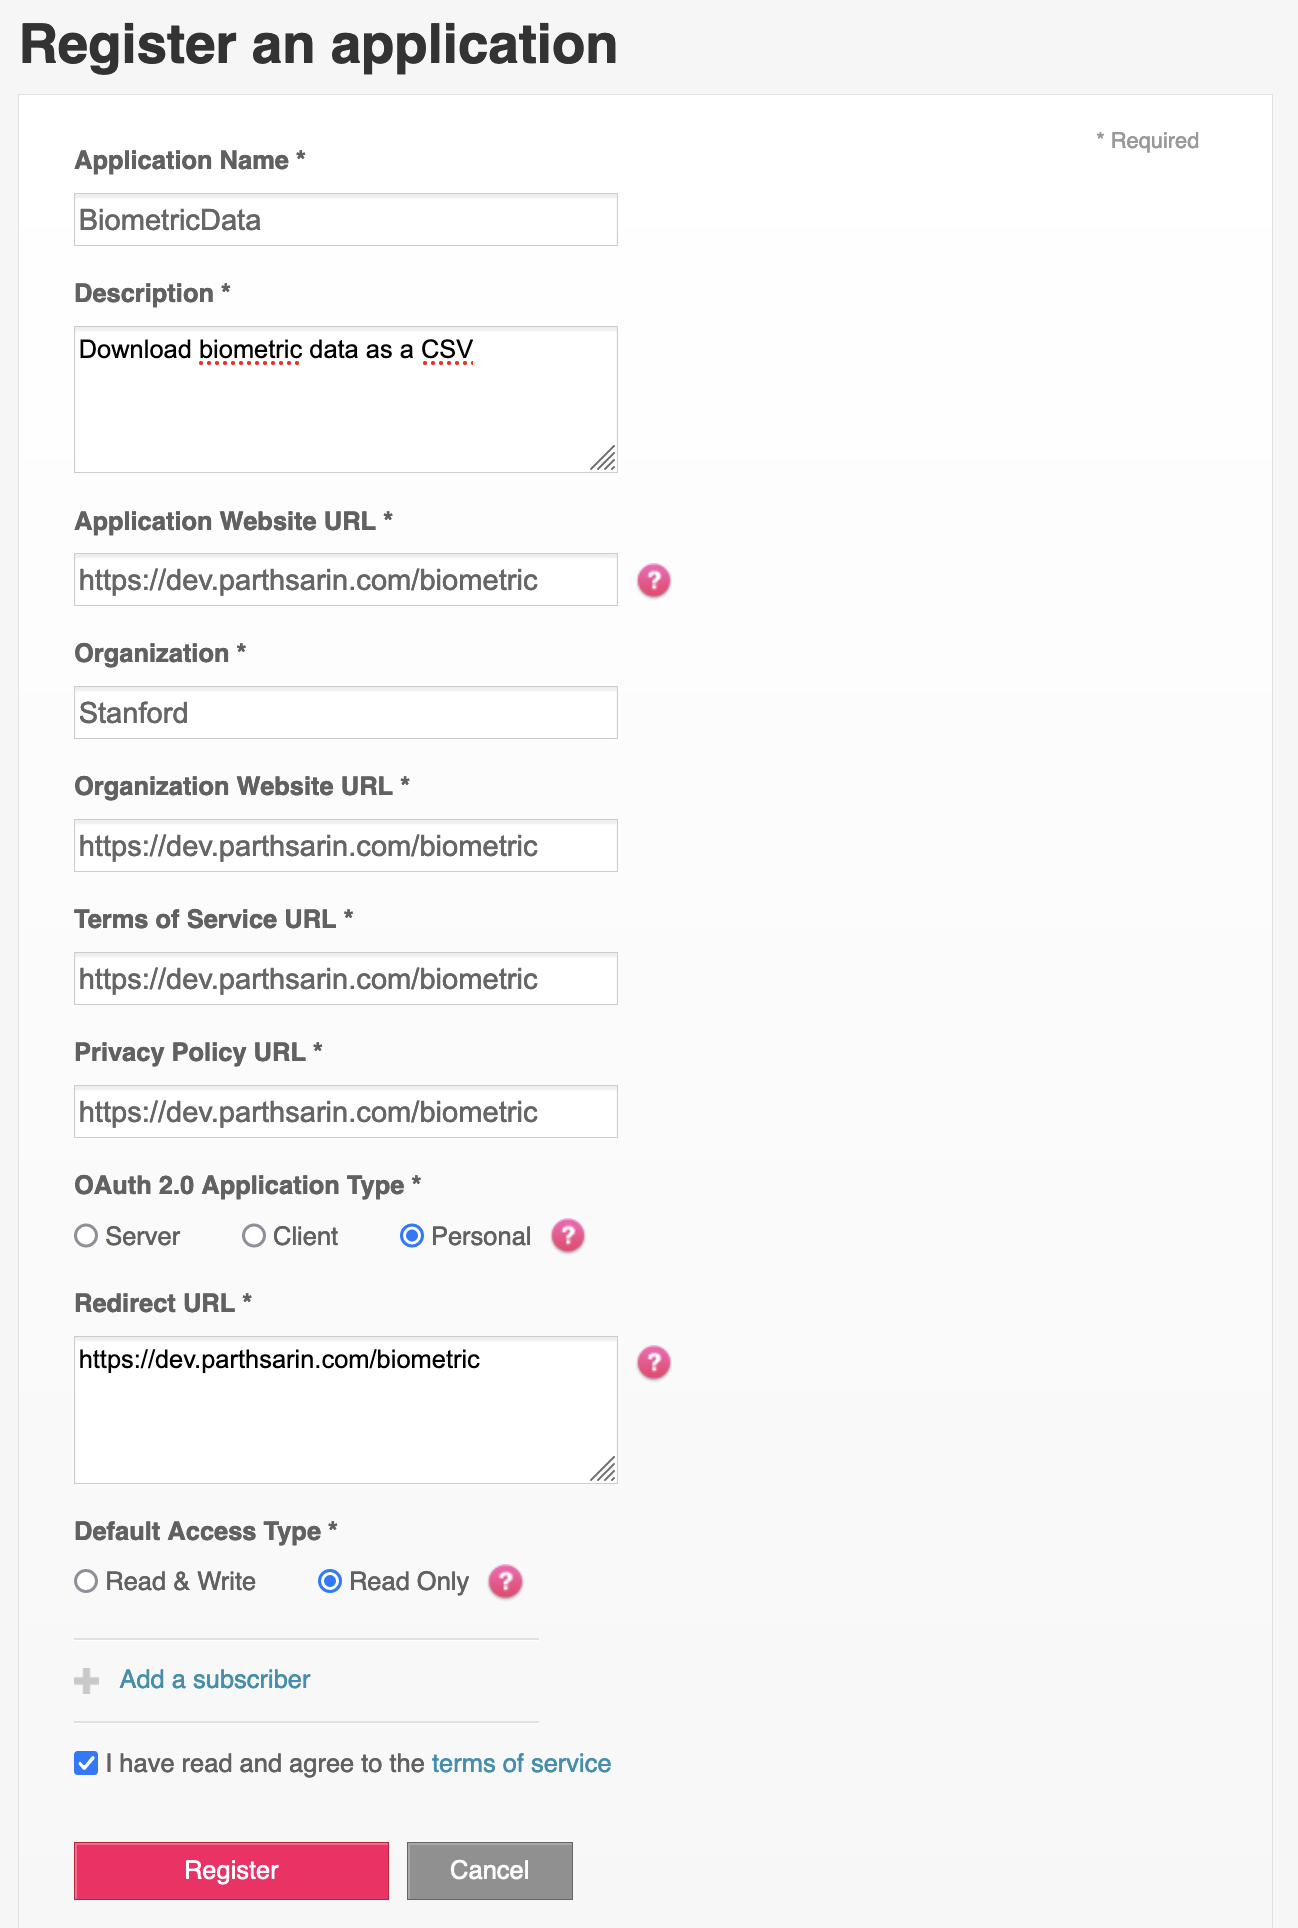 Register an application
* Required
Application Name *
BiometricData
Description *
Download biometric data as a CSV
Application Website URL *
https://dev.parthsarin.com/biometric
?
Organization *
Stanford
Organization Website URL *
https://dev.parthsarin.com/biometric
Terms of Service URL *
https://dev.parthsarin.com/biometric
Privacy Policy URL *
https://dev.parthsarin.com/biometric
OAuth 2.0 Application Type *
Server Client Personal ?
Redirect URL *
https://dev.parthsarin.com/biometric
?
Default Access Type *
Read & Write Read Only ?
Add a subscriber
I have read and agree to the terms of service
Register Cancel